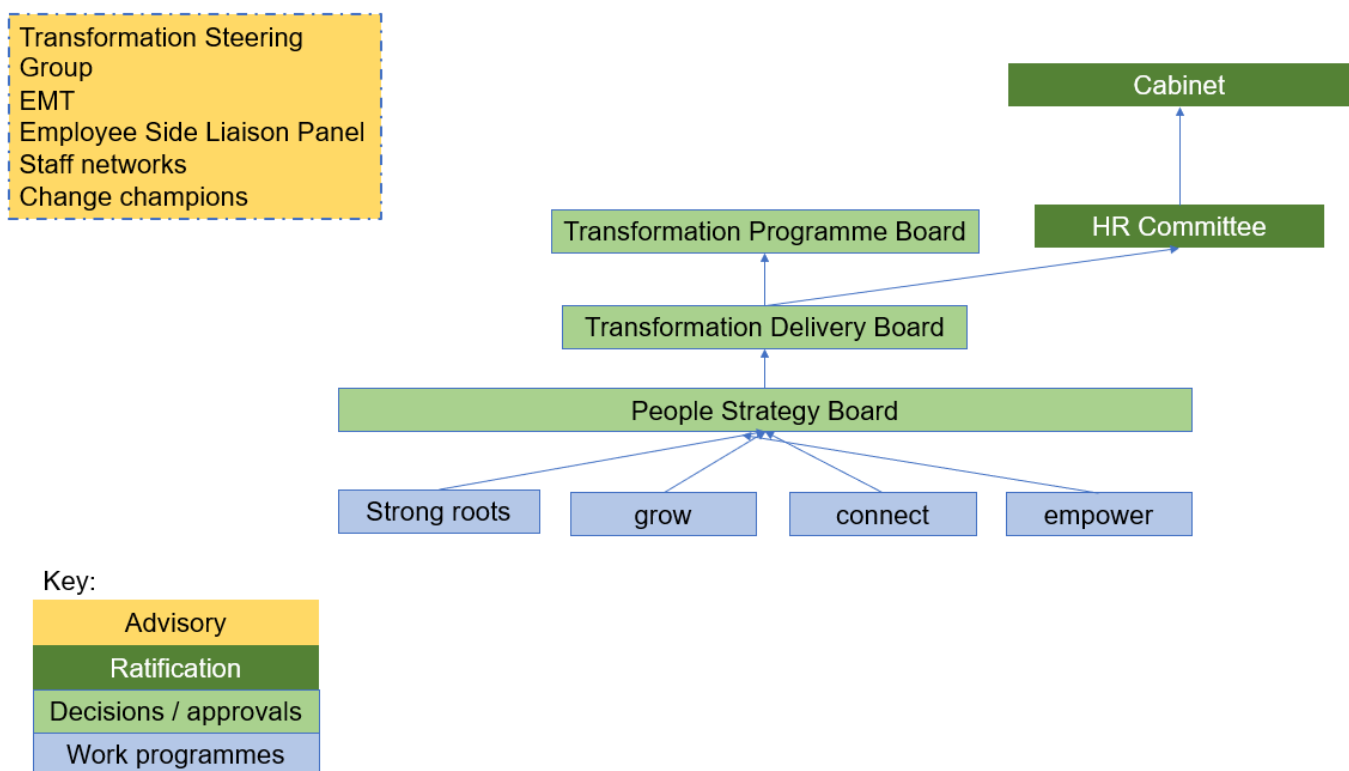 Transformation Steering
Group
EMT
Employee Side Liaison Panel
Staff networks
Change champions
Cabinet
HR Committee
Transformation Programme Board
Transformation Delivery Board
People Strategy Board
Strong roots
grow
connect
empower
Key:
Advisory
Ratification
Decisions / approvals
Work programmes